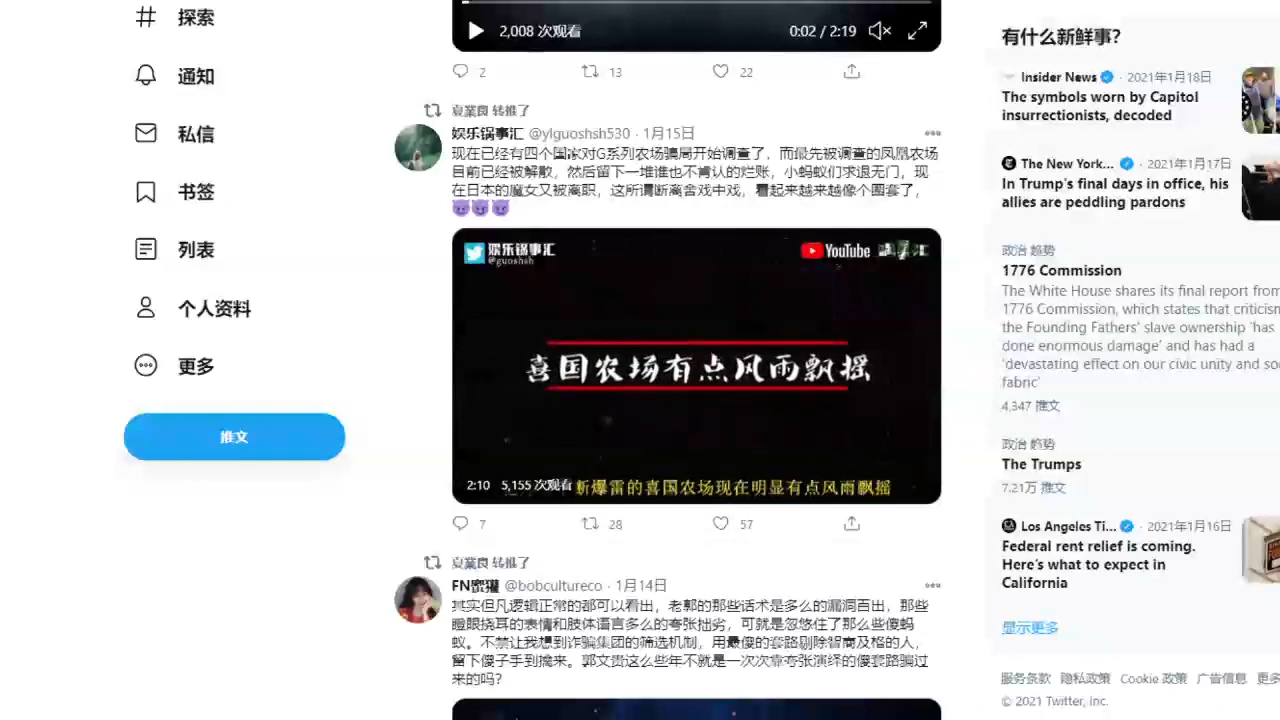 探索
通知
私信
书签
列表
个人资料
更多
推文
2,008 次观看
0:02 / 2:19
2
13
22
夏業良 转推了
娱乐锅事汇 @ylguoshsh530 · 1月15日
现在已经有四个国家对G系列农场骗局开始调查了，而最先被调查的凤凰农场
目前已经被解散，然后留下一堆谁也不肯认的烂账，小蚂蚁们求退无门，现
在日本的魔女又被离职，这所谓断离舍戏中戏，看起来越来越像个圈套了，
娱乐锅事汇
@guoshsh
YouTube
喜国农场有点风雨飘摇
2:10
5,155 次观看
新爆雷的喜国农场现在明显有点风雨飘摇
7
28
57
夏業良 转推了
FN蜜獾 @bobcultureco · 1月14日
其实但凡逻辑正常的都可以看出，老郭的那些话术是多么的漏洞百出，那些
瞪眼挠耳的表情和肢体语言多么的夸张拙劣，可就是忽悠住了那么些傻蚂
蚁。不禁让我想到诈骗集团的筛选机制，用最傻的套路剔除智商及格的人，
留下傻子手到擒来。郭文贵这么些年不就是一次次靠夸张演绎的傻套路骗过
来的吗？
有什么新鲜事？
Insider News · 2021年1月18日
The symbols worn by Capitol
insurrectionists, decoded
The New York... · 2021年1月17日
In Trump's final days in office, his
allies are peddling pardons
政治 趋势
1776 Commission
The White House shares its final report from
1776 Commission, which states that criticism
the Founding Fathers' slave ownership 'has
done enormous damage' and has had a
'devastating effect on our civic unity and so
fabric'
4,347 推文
政治 趋势
The Trumps
7.21万 推文
Los Angeles Ti... · 2021年1月16日
Federal rent relief is coming.
Here's what to expect in
California
显示更多
服务条款 隐私政策 Cookie 政策 广告信息 更多
© 2021 Twitter, Inc.